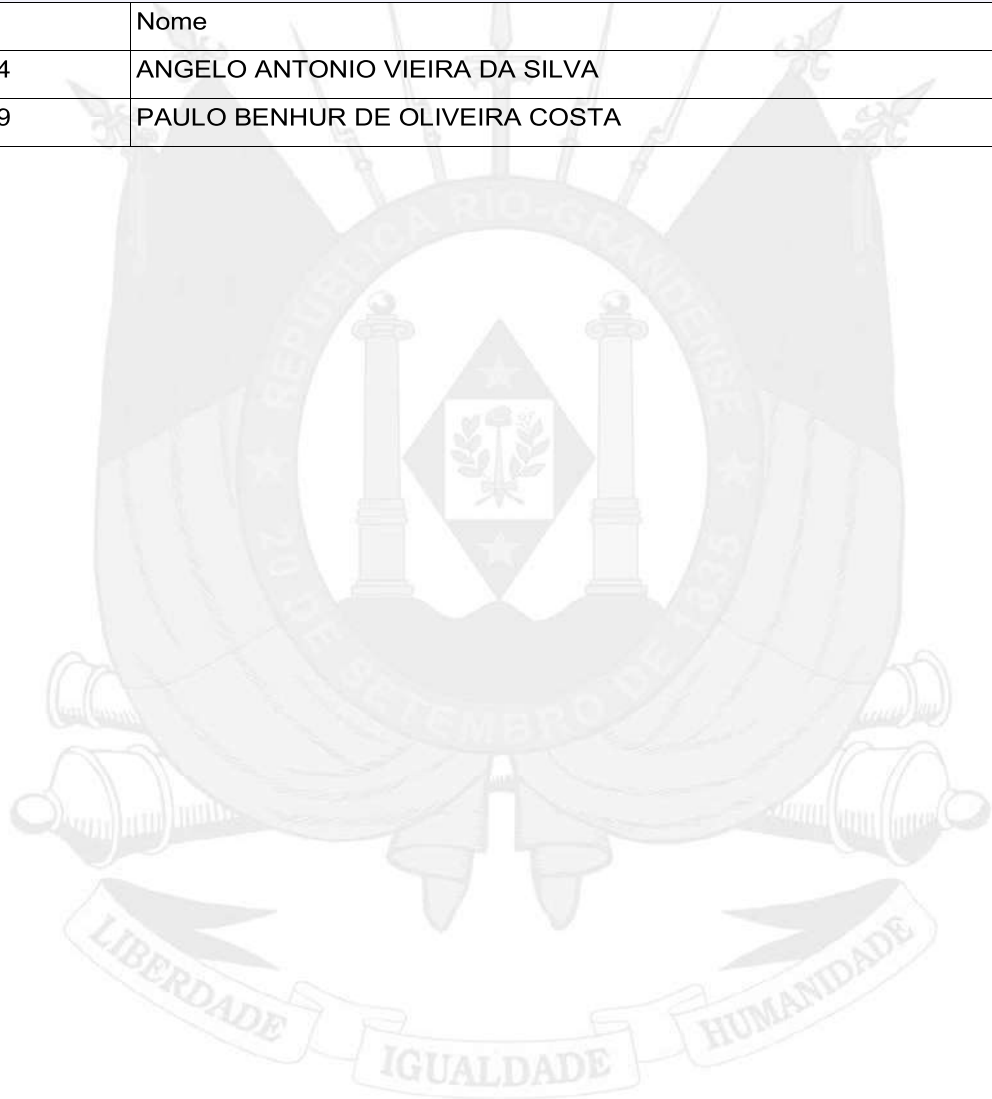 Nome
4 ANGELO ANTONIO VIEIRA DA SILVA
9 PAULO BENHUR DE OLIVEIRA COSTA
REPÚBLICA RIO-GRANDENSE
20 DE SETEMBRO DE 1835
LIBERDADE
IGUALDADE
HUMANIDADE